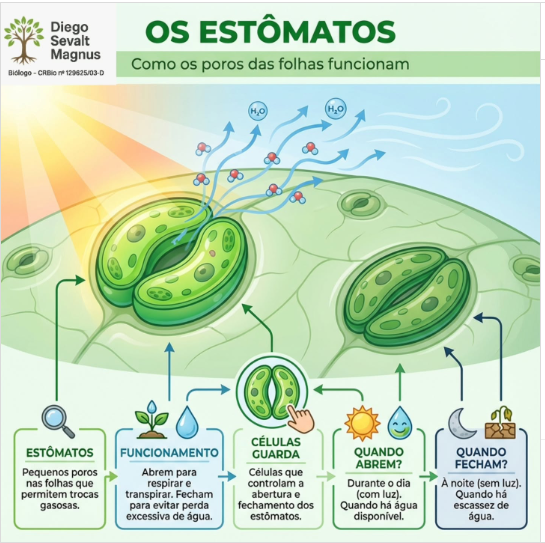 Diego
Sevalt
Magnus
Biólogo - CRBio nº 129625/03-D
OS ESTÔMATOS
Como os poros das folhas funcionam
H₂O
H₂O
ESTÔMATOS
Pequenos poros
nas folhas que
permitem trocas
gasosas.
FUNCIONAMENTO
Abrem para
respirar e
transpirar. Fecham
para evitar perda
excessiva de água.
CÉLULAS
GUARDA
Células que
controlam a
abertura e
fechamento dos
estômatos.
QUANDO
ABREM?
Durante o dia
(com luz).
Quando há água
disponível.
QUANDO
FECHAM?
À noite (sem luz).
Quando há
escassez de
água.